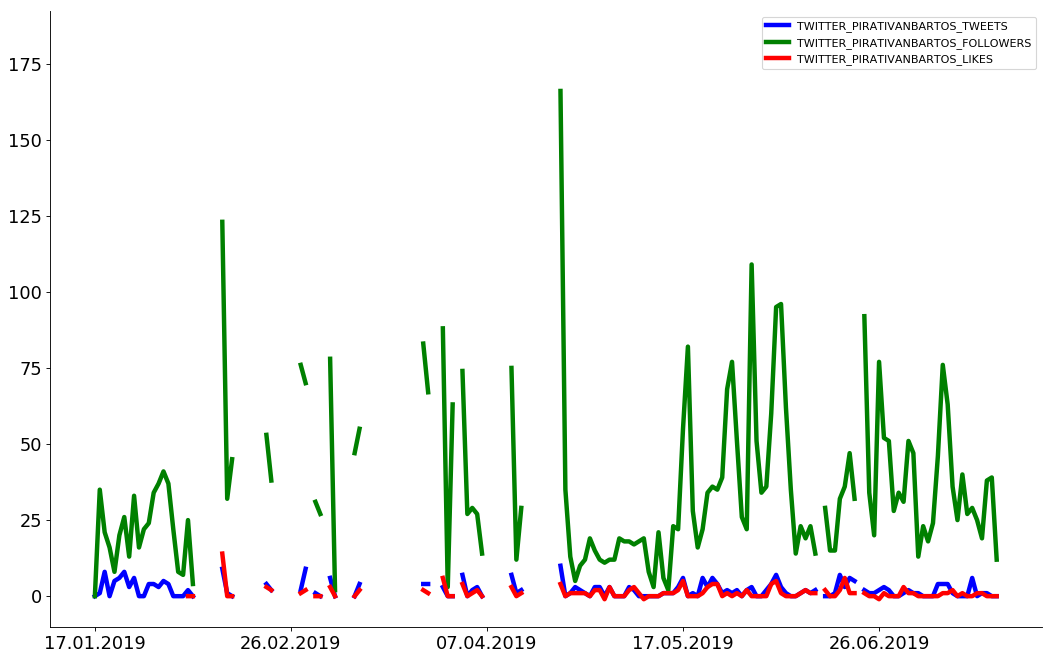 TWITTER_PIRATIVANBARTOS_TWEETS
TWITTER_PIRATIVANBARTOS_FOLLOWERS
TWITTER_PIRATIVANBARTOS_LIKES
175
150
125
100
75
50
25
0
17.01.2019 26.02.2019 07.04.2019 17.05.2019 26.06.2019